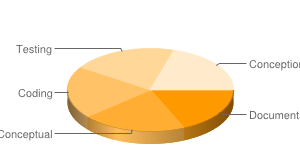 Testing
Conception
Coding
Document
Conceptual